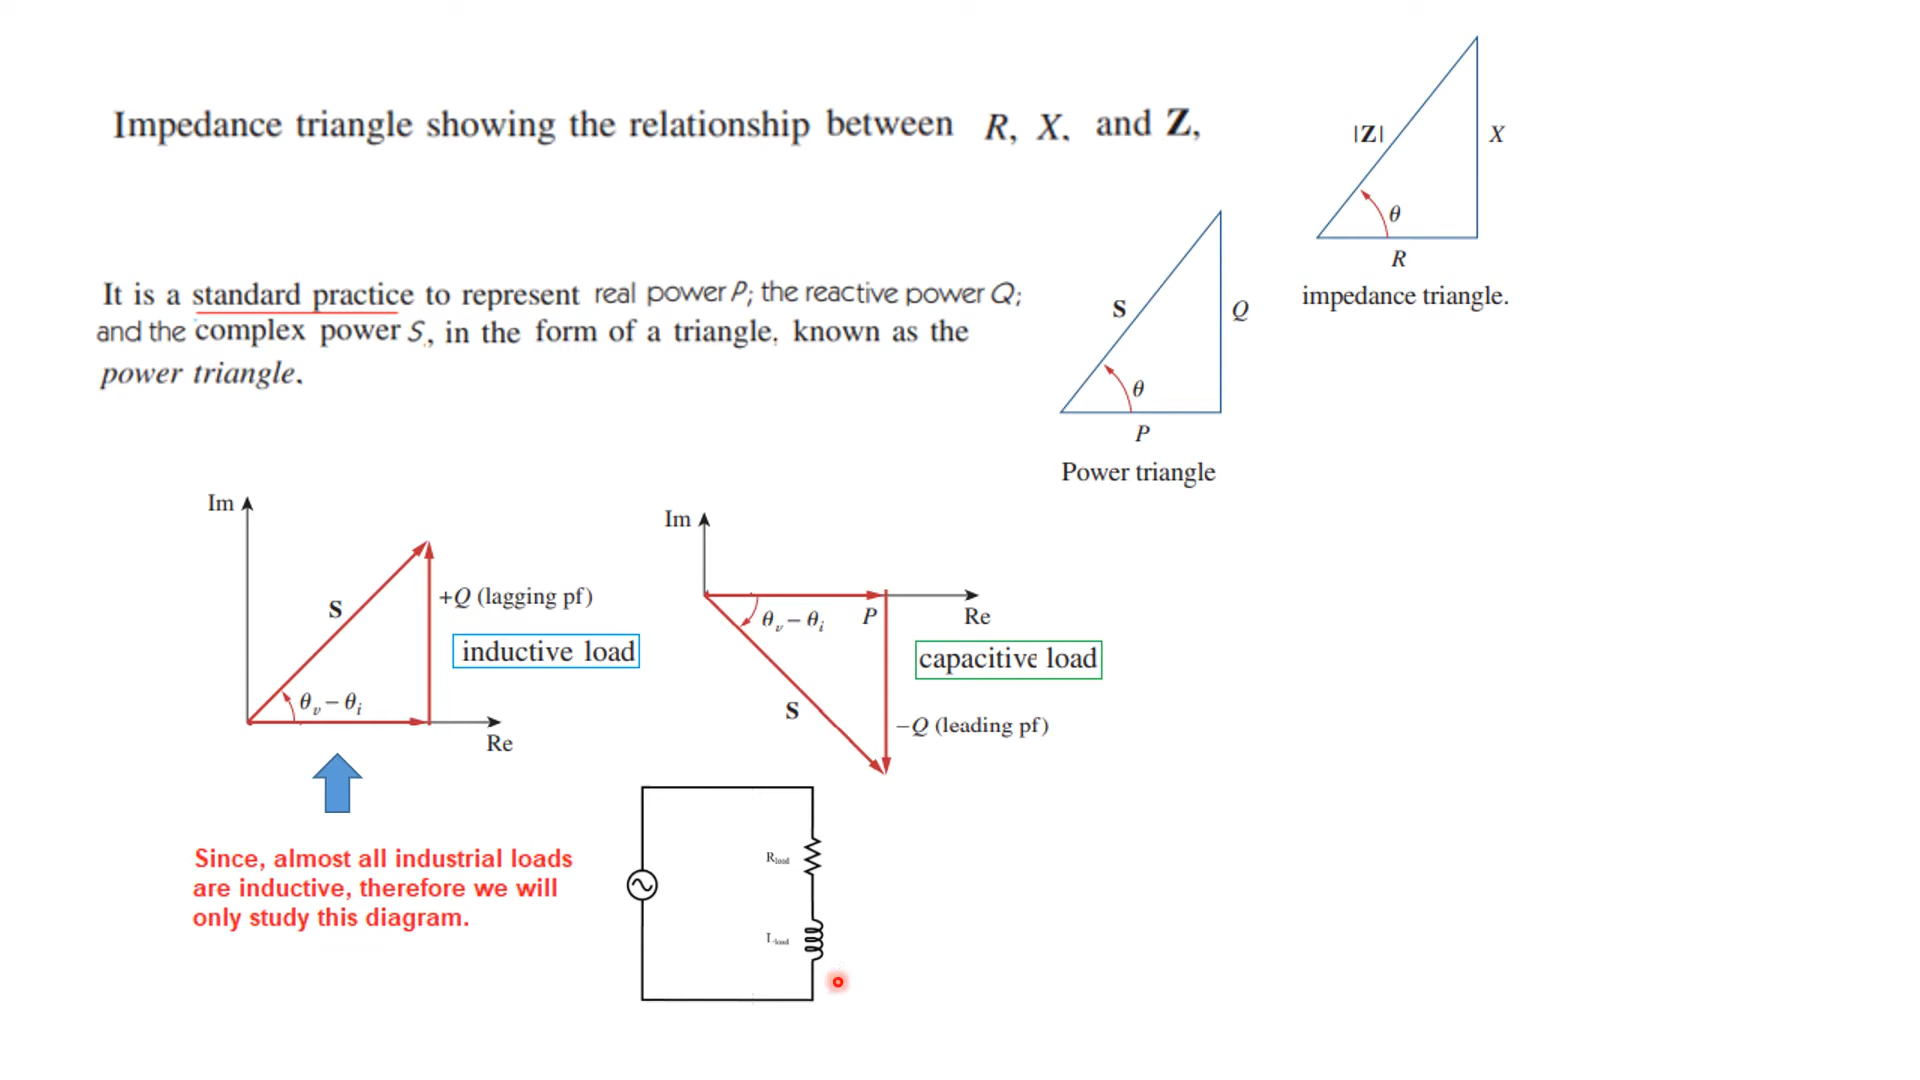 Impedance triangle showing the relationship between R, X, and Z,
|Z|
X
θ
R
impedance triangle.
It is a standard practice to represent real power P; the reactive power Q;
and the complex power S, in the form of a triangle, known as the
power triangle.
S
Q
θ
P
Power triangle
Im
S
+Q (lagging pf)
inductive load
θv − θi
Re
Im
θv − θi
P
Re
capacitive load
S
−Q (leading pf)
Since, almost all industrial loads
are inductive, therefore we will
only study this diagram.
Rload
Lload